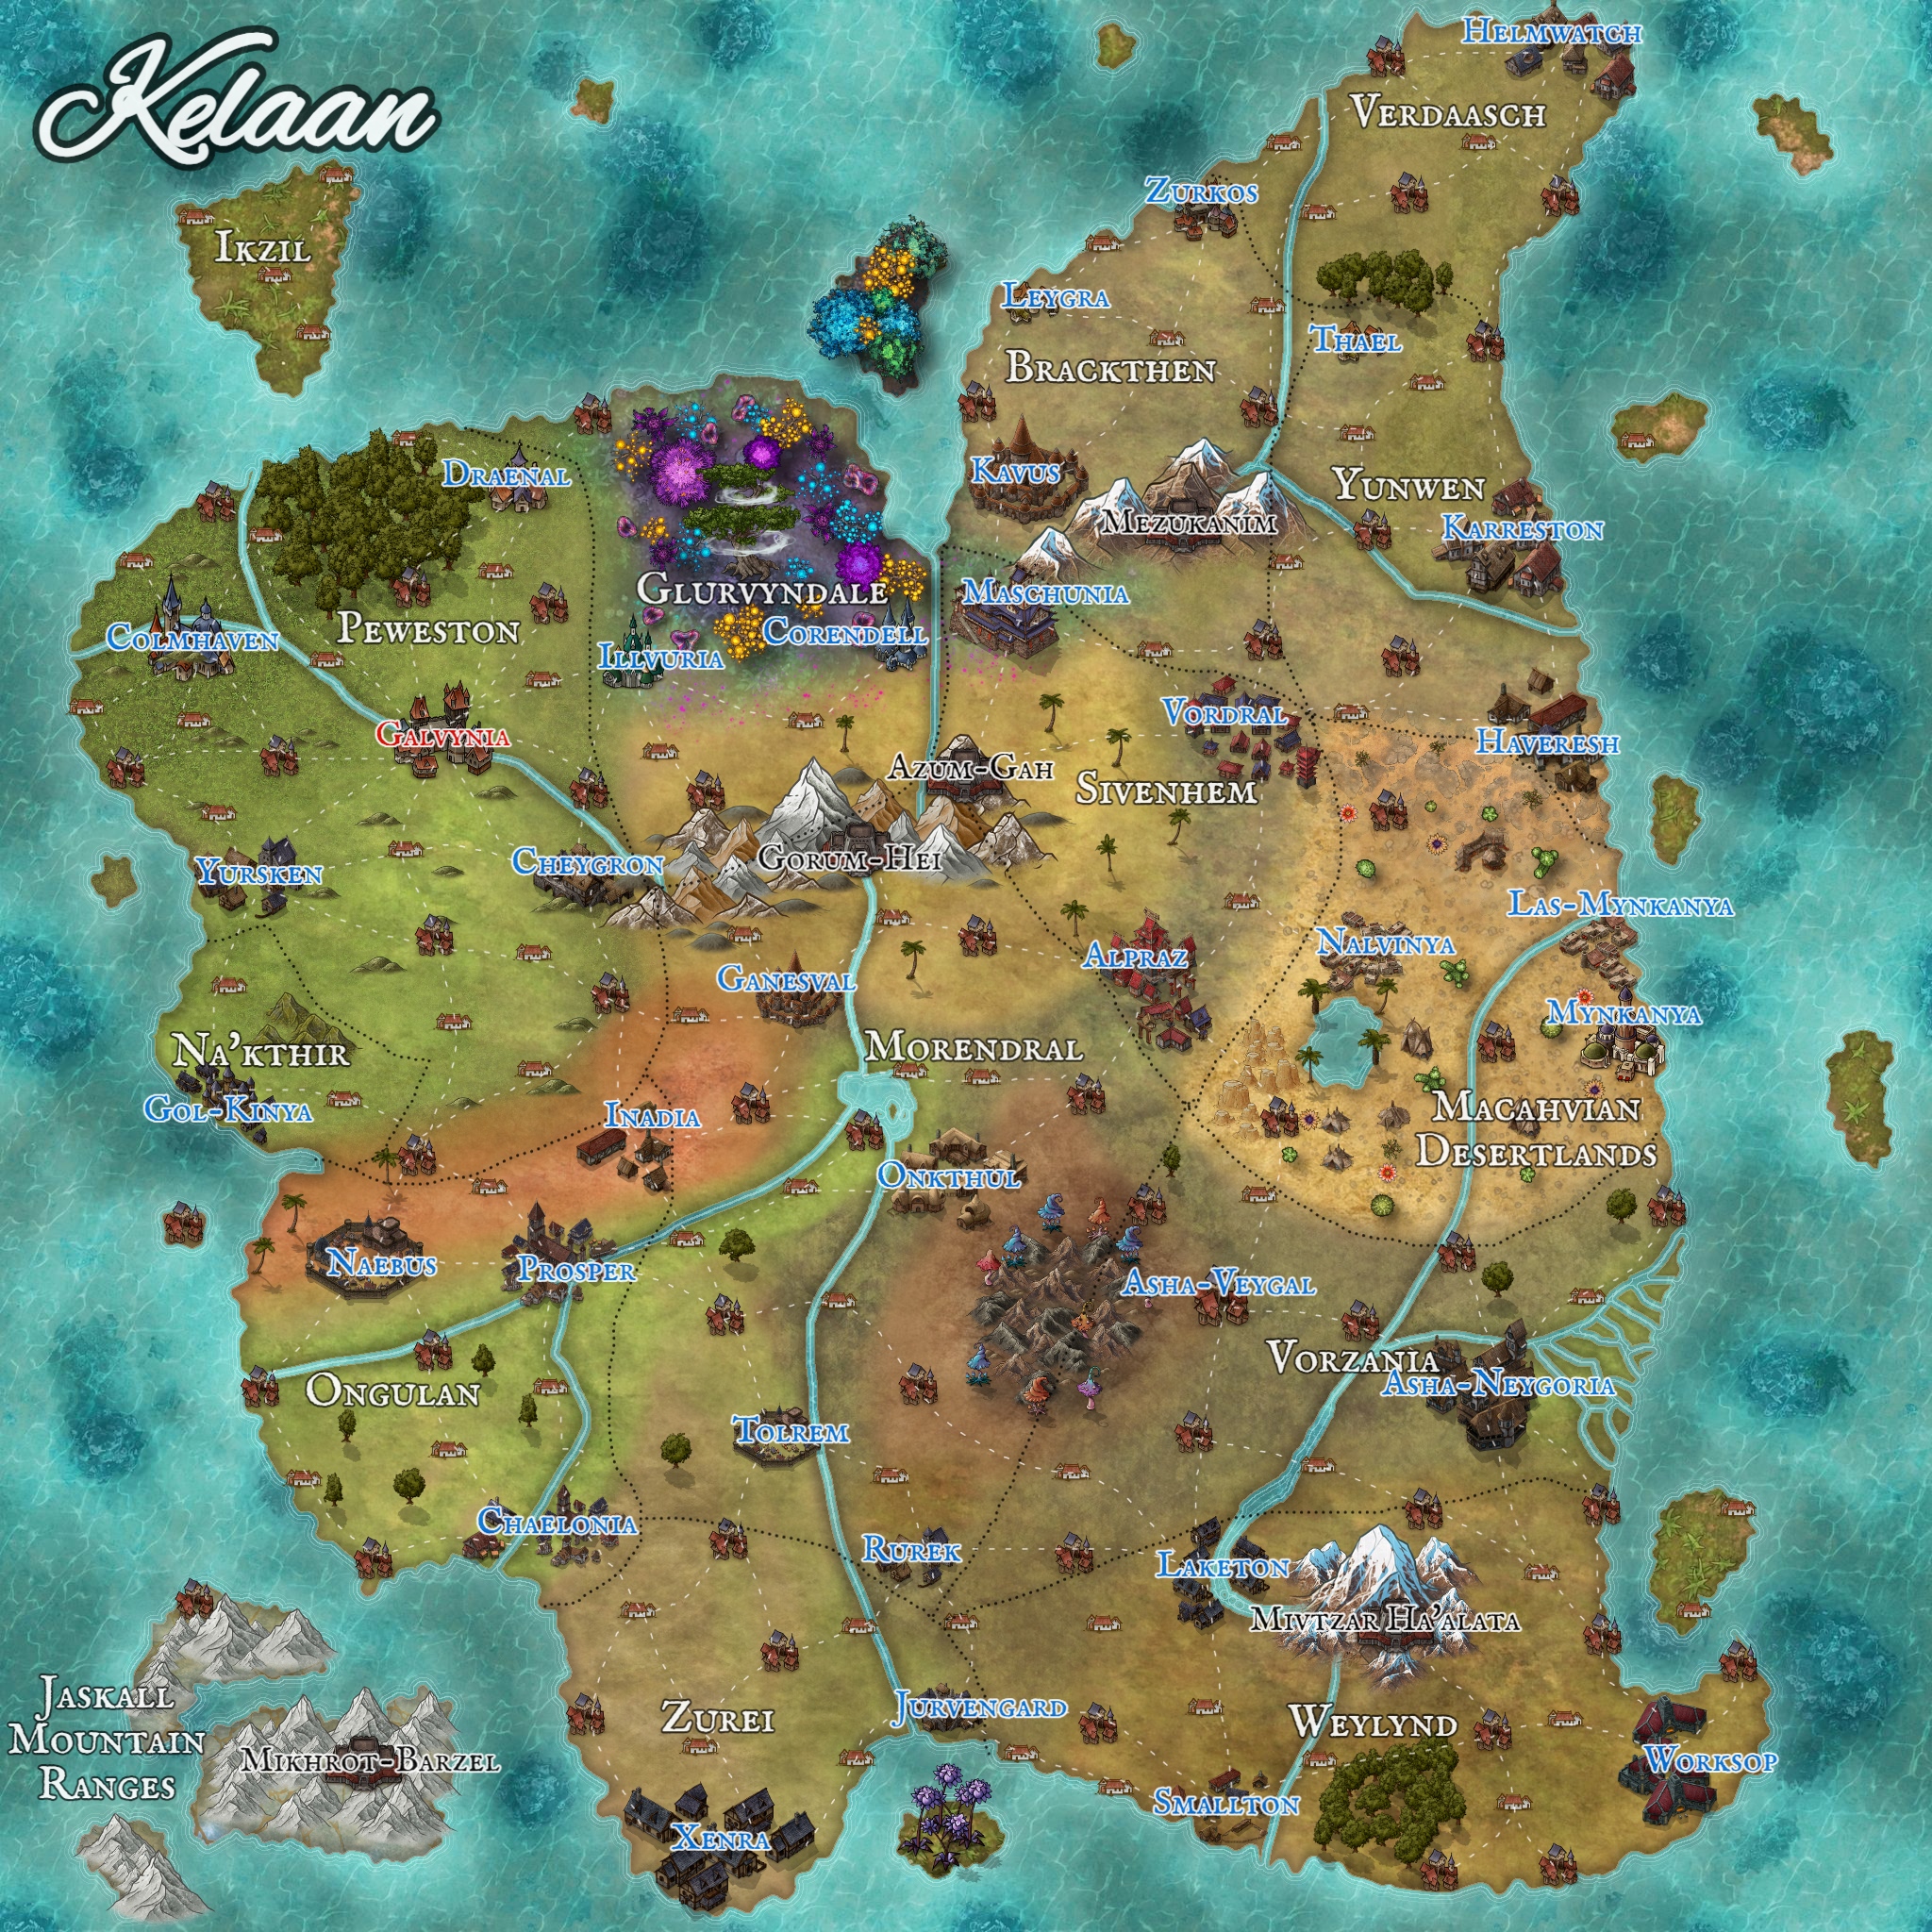 Kelaan
Helmwatch
Verdaasch
Zurkos
Ikzil
Leygra
Thael
Brackthen
Kavus
Draenal
Yunwen
Mezukanim
Karreston
Glurvyndale
Maschunia
Peweston
Colmhaven
Corendell
Illvuria
Vordral
Galvynia
Haveresh
Azum-Gah
Sivenhem
Gorum-Hei
Cheygron
Yursken
Las-Mynkanya
Nalvinya
Alpraz
Ganesval
Mynkanya
Morendral
Na'kthir
Gol-Kinya
Inadia
Macahvian
Desertlands
Onkthul
Naebus
Prosper
Asha-Veygal
Vorzania
Asha-Neygoria
Ongulan
Tolrem
Chaelonia
Rurek
Laketon
Mivtzar Ha'alata
Jaskall
Mountain
Ranges
Mikhrot-Barzel
Zurei
Jurvengard
Weylynd
Worksop
Smallton
Xenra